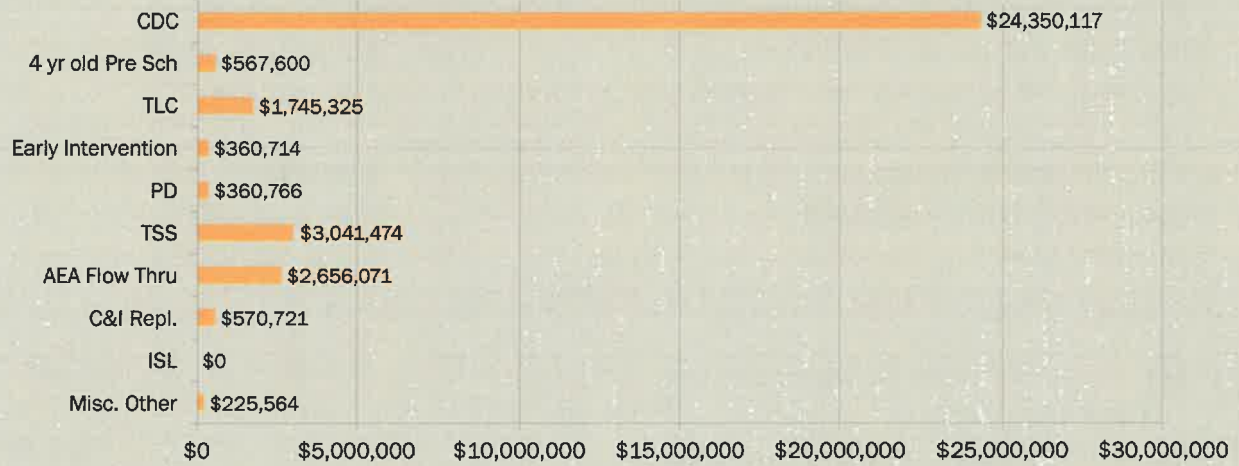 CDC $24,350,117
4 yr old Pre Sch $567,600
TLC $1,745,325
Early Intervention $360,714
PD $360,766
TSS $3,041,474
AEA Flow Thru $2,656,071
C&I Repl. $570,721
ISL $0
Misc. Other $225,564
$0 $5,000,000 $10,000,000 $15,000,000 $20,000,000 $25,000,000 $30,000,000